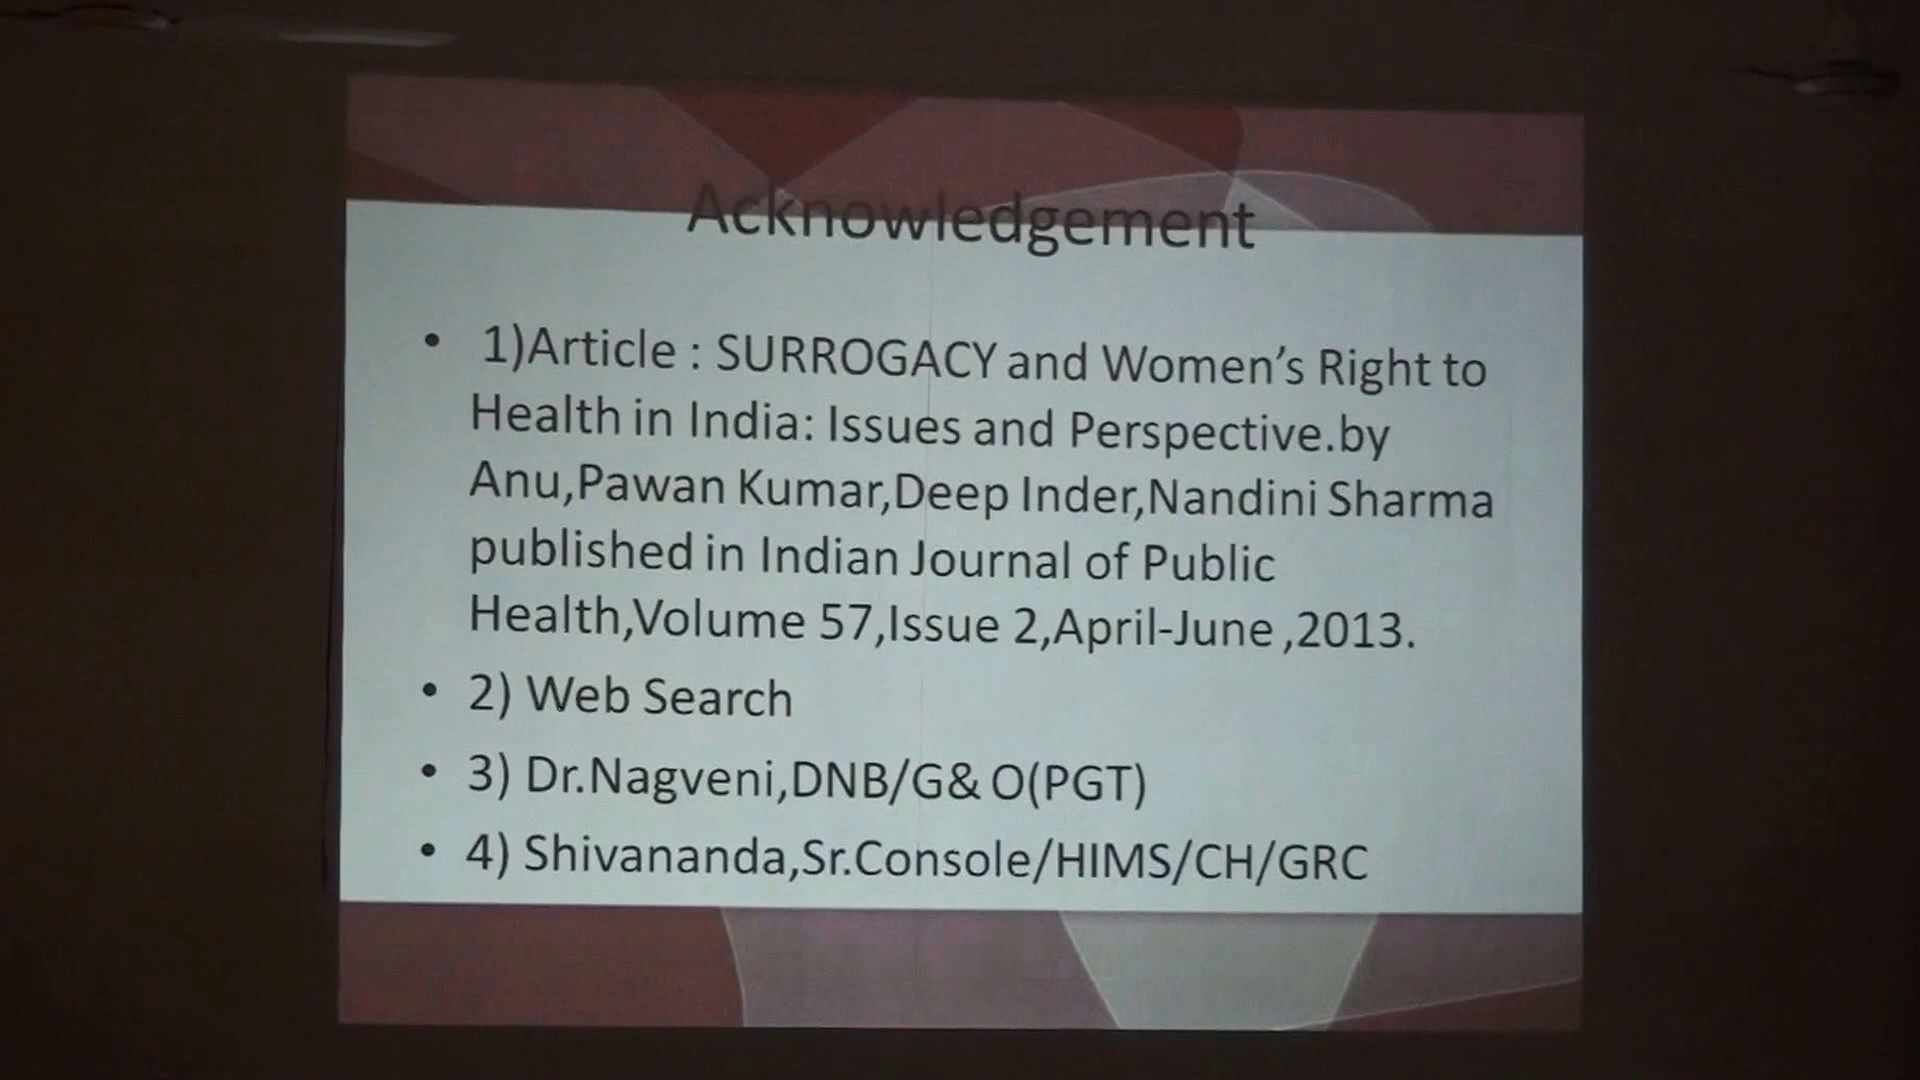 Acknowledgement
• 1)Article : SURROGACY and Women’s Right to
Health in India: Issues and Perspective.by
Anu,Pawan Kumar,Deep Inder,Nandini Sharma
published in Indian Journal of Public
Health,Volume 57,Issue 2,April-June ,2013.
• 2) Web Search
• 3) Dr.Nagveni,DNB/G& O(PGT)
• 4) Shivananda,Sr.Console/HIMS/CH/GRC